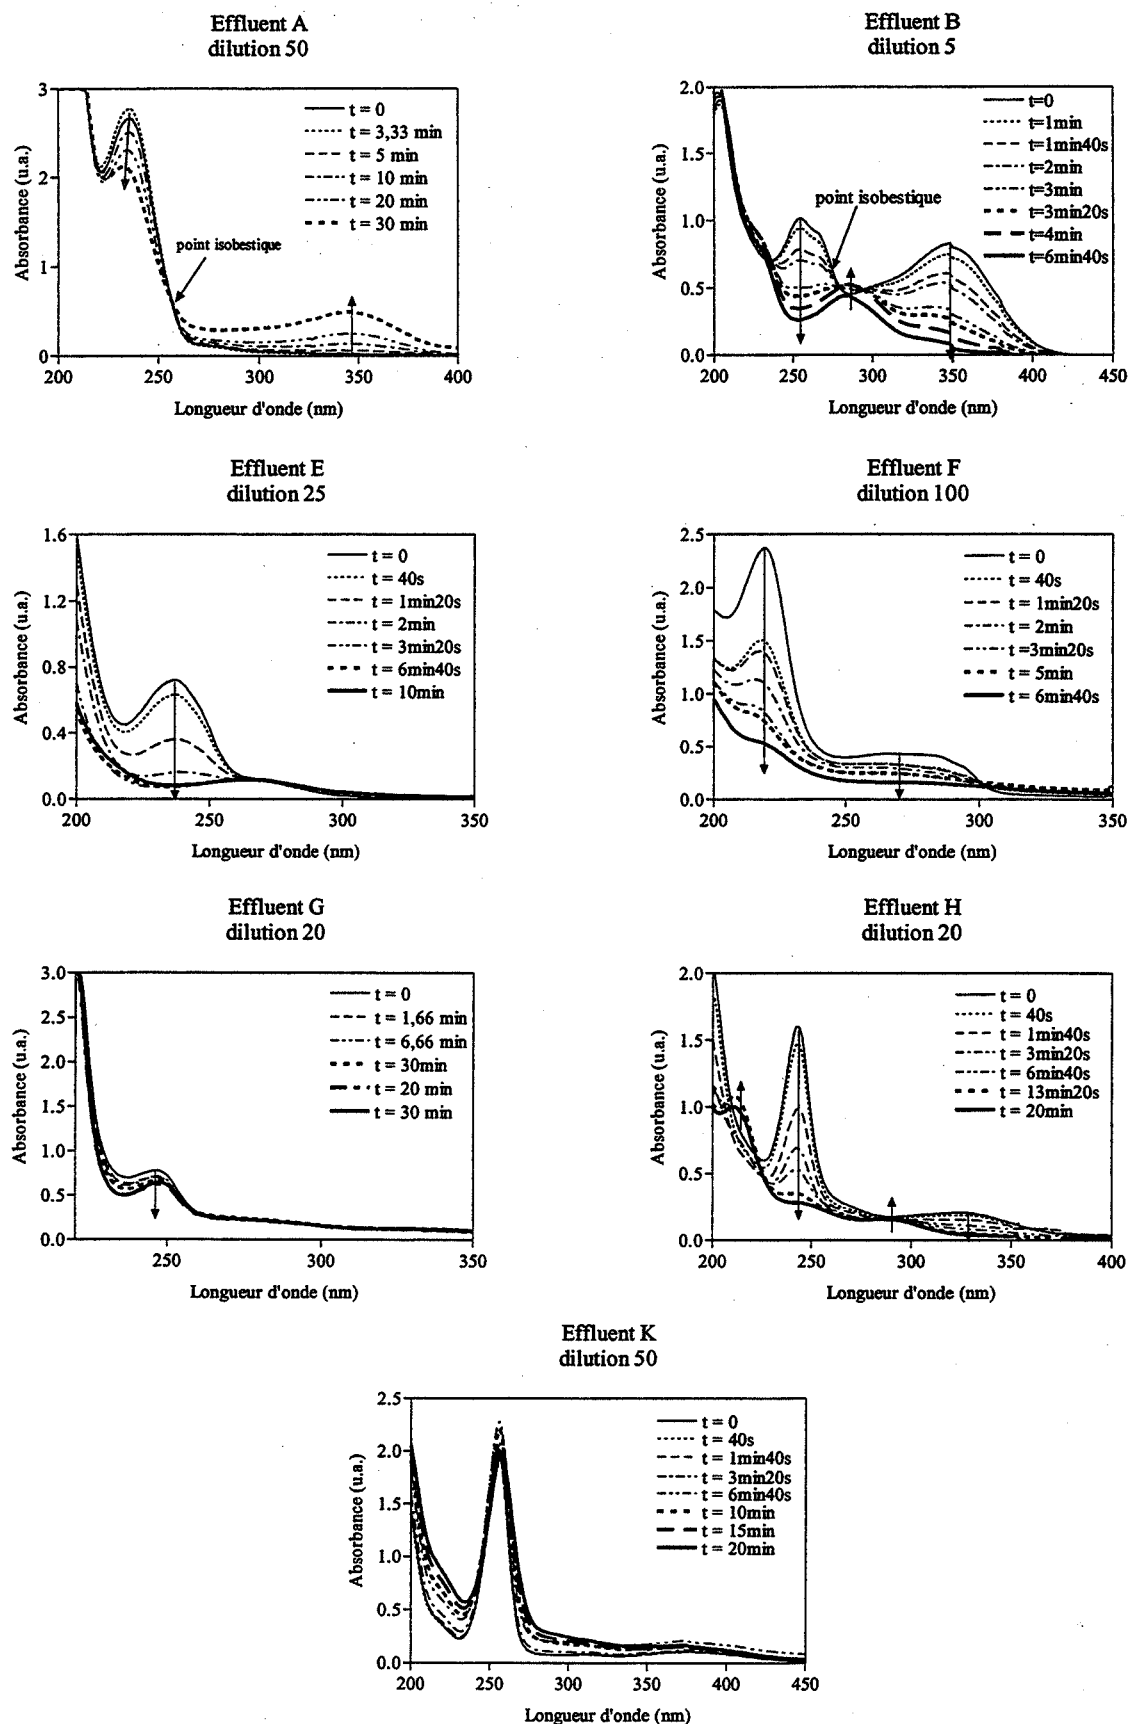 Effluent A
dilution 50
Absorbance (u.a.)
3
2
1
0
t = 0
t = 3,33 min
t = 5 min
t = 10 min
t = 20 min
t = 30 min
point isobestique
200 250 300 350 400
Longueur d'onde (nm)
Effluent B
dilution 5
Absorbance (u.a.)
2.0
1.5
1.0
0.5
0.0
t=0
t=1min
t=1min40s
t=2min
t=3min
t=3min20s
t=4min
t=6min40s
point isobestique
200 250 300 350 400 450
Longueur d'onde (nm)
Effluent E
dilution 25
Absorbance (u.a.)
1.6
1.2
0.8
0.4
0.0
t = 0
t = 40s
t = 1min20s
t = 2min
t = 3min20s
t = 6min40s
t = 10min
200 250 300 350
Longueur d'onde (nm)
Effluent F
dilution 100
Absorbance (u.a.)
2.5
2.0
1.5
1.0
0.5
0.0
t = 0
t = 40s
t = 1min20s
t = 2min
t =3min20s
t = 5min
t = 6min40s
200 250 300 350
Longueur d'onde (nm)
Effluent G
dilution 20
Absorbance (u.a.)
3.0
2.5
2.0
1.5
1.0
0.5
0.0
t = 0
t = 1,66 min
t = 6,66 min
t = 30min
t = 20 min
t = 30 min
250 300 350
Longueur d'onde (nm)
Effluent H
dilution 20
Absorbance (u.a.)
2.0
1.5
1.0
0.5
0.0
t = 0
t = 40s
t = 1min40s
t = 3min20s
t = 6min40s
t = 13min20s
t = 20min
200 250 300 350 400
Longueur d'onde (nm)
Effluent K
dilution 50
Absorbance (u.a.)
2.5
2.0
1.5
1.0
0.5
0.0
t = 0
t = 40s
t = 1min40s
t = 3min20s
t = 6min40s
t = 10min
t = 15min
t = 20min
200 250 300 350 400 450
Longueur d'onde (nm)